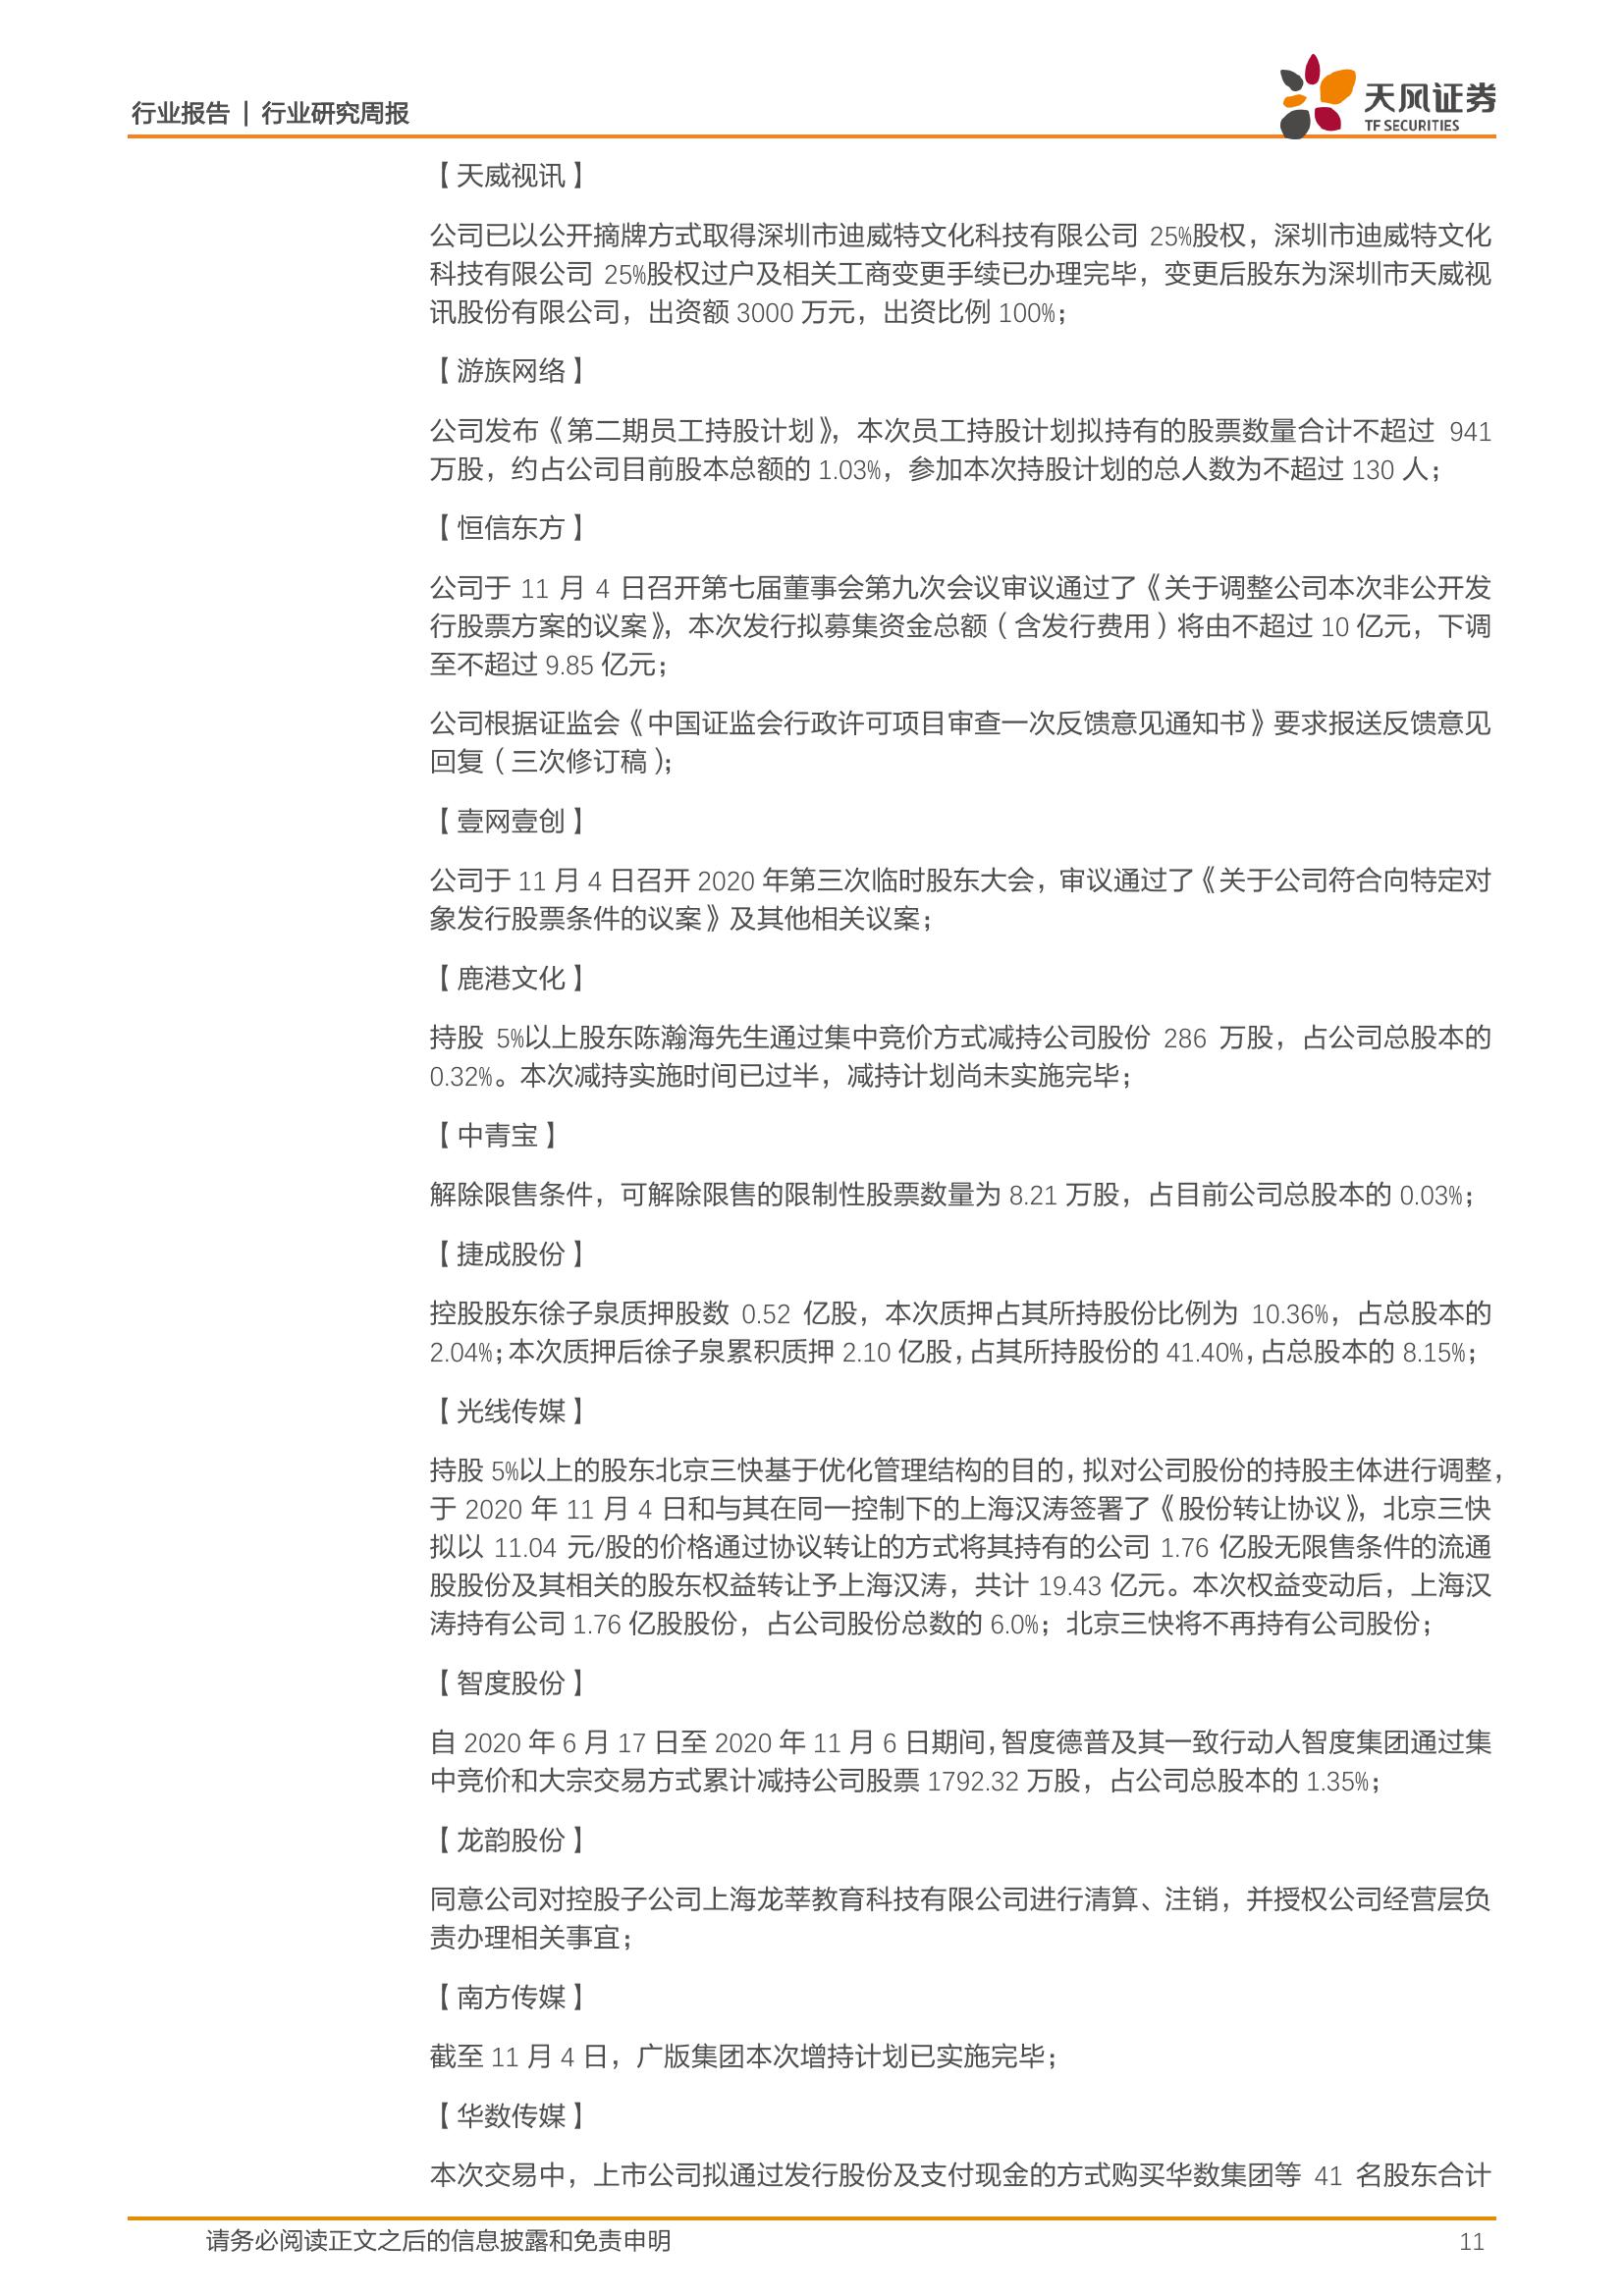 行业报告 | 行业研究周报
天风证券
TF SECURITIES
【天威视讯】
公司已以公开摘牌方式取得深圳市迪威特文化科技有限公司 25%股权，深圳市迪威特文化
科技有限公司 25%股权过户及相关工商变更手续已办理完毕，变更后股东为深圳市天威视
讯股份有限公司，出资额 3000 万元，出资比例 100%；
【游族网络】
公司发布《第二期员工持股计划》，本次员工持股计划拟持有的股票数量合计不超过 941
万股，约占公司目前股本总额的 1.03%，参加本次持股计划的总人数为不超过 130 人；
【恒信东方】
公司于 11 月 4 日召开第七届董事会第九次会议审议通过了《关于调整公司本次非公开发
行股票方案的议案》，本次发行拟募集资金总额（含发行费用）将由不超过 10 亿元，下调
至不超过 9.85 亿元；
公司根据证监会《中国证监会行政许可项目审查一次反馈意见通知书》要求报送反馈意见
回复（三次修订稿）；
【壹网壹创】
公司于 11 月 4 日召开 2020 年第三次临时股东大会，审议通过了《关于公司符合向特定对
象发行股票条件的议案》及其他相关议案；
【鹿港文化】
持股 5%以上股东陈瀚海先生通过集中竞价方式减持公司股份 286 万股，占公司总股本的
0.32%。本次减持实施时间已过半，减持计划尚未实施完毕；
【中青宝】
解除限售条件，可解除限售的限制性股票数量为 8.21 万股，占目前公司总股本的 0.03%；
【捷成股份】
控股股东徐子泉质押股数 0.52 亿股，本次质押占其所持股份比例为 10.36%，占总股本的
2.04%；本次质押后徐子泉累积质押 2.10 亿股，占其所持股份的 41.40%，占总股本的 8.15%；
【光线传媒】
持股 5%以上的股东北京三快基于优化管理结构的目的，拟对公司股份的持股主体进行调整，
于 2020 年 11 月 4 日和与其在同一控制下的上海汉涛签署了《股份转让协议》，北京三快
拟以 11.04 元/股的价格通过协议转让的方式将其持有的公司 1.76 亿股无限售条件的流通
股股份及其相关的股东权益转让予上海汉涛，共计 19.43 亿元。本次权益变动后，上海汉
涛持有公司 1.76 亿股股份，占公司股份总数的 6.0%；北京三快将不再持有公司股份；
【智度股份】
自 2020 年 6 月 17 日至 2020 年 11 月 6 日期间，智度德普及其一致行动人智度集团通过集
中竞价和大宗交易方式累计减持公司股票 1792.32 万股，占公司总股本的 1.35%；
【龙韵股份】
同意公司对控股子公司上海龙莘教育科技有限公司进行清算、注销，并授权公司经营层负
责办理相关事宜；
【南方传媒】
截至 11 月 4 日，广版集团本次增持计划已实施完毕；
【华数传媒】
本次交易中，上市公司拟通过发行股份及支付现金的方式购买华数集团等 41 名股东合计
请务必阅读正文之后的信息披露和免责申明
11